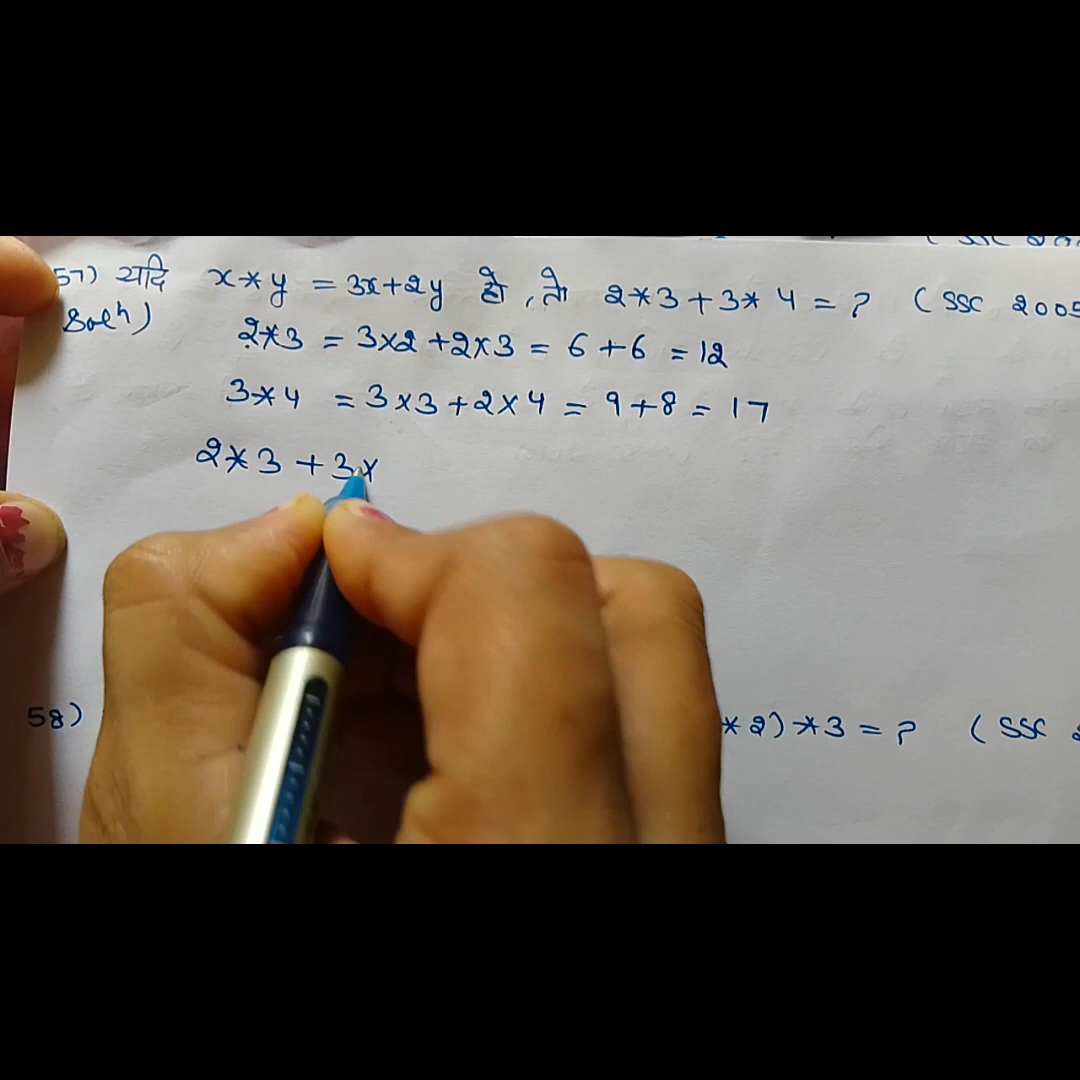 57) यदि x*y = 3x+2y हो, तो 2*3+3*4 = ? (SSC 2005
Soln)
2*3 = 3×2+2×3 = 6+6 = 12
3*4 = 3×3+2×4 = 9+8 = 17
2*3+3×
58) *2)*3 = ? (SSC